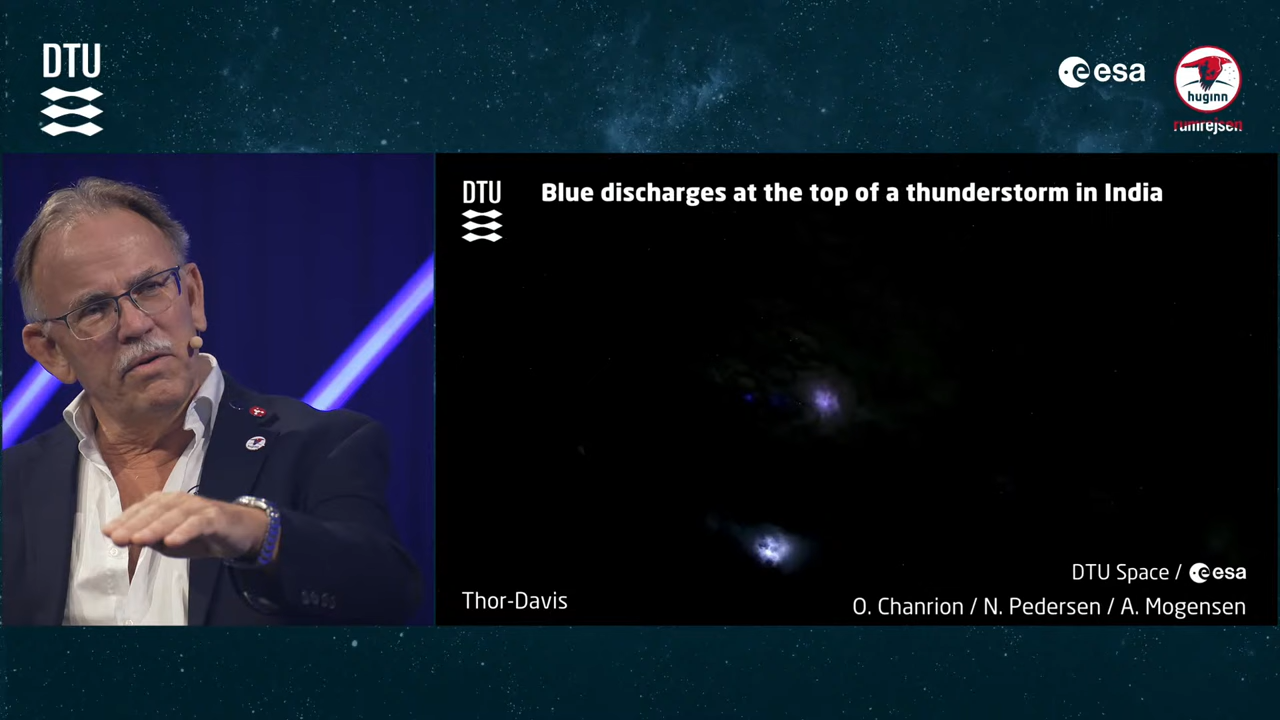 DTU
esa
huginn
rumrejsen
DTU
Blue discharges at the top of a thunderstorm in India
Thor-Davis
DTU Space / esa
O. Chanrion / N. Pedersen / A. Mogensen